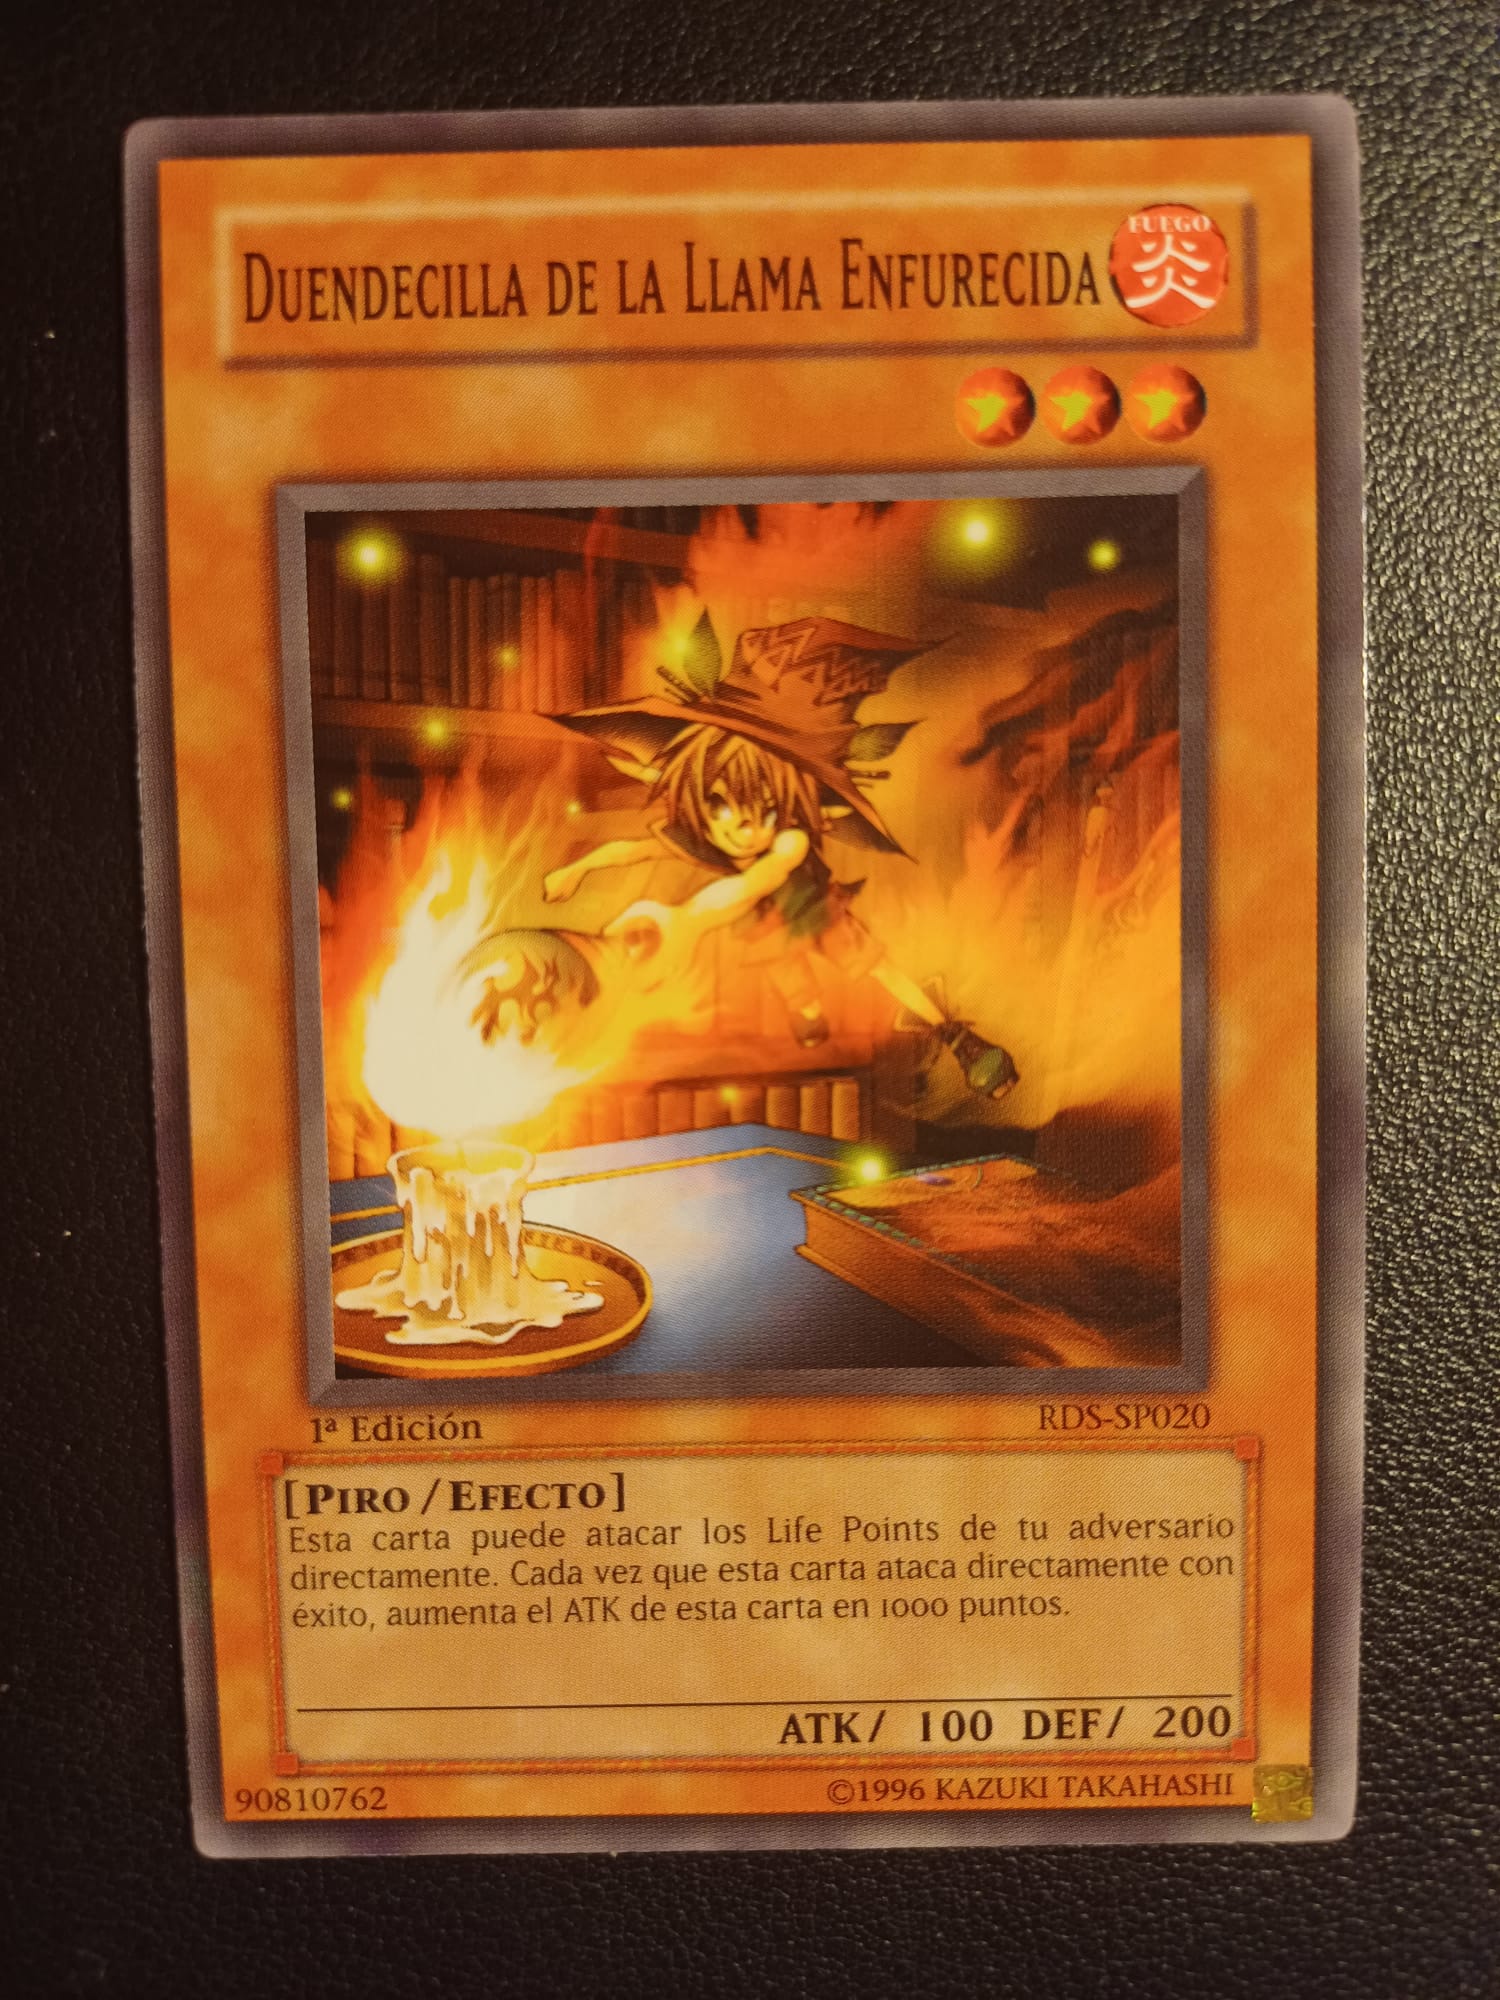 DUENDECILLA DE LA LLAMA ENFURECIDA
FUEGO
炎
1ª Edición
RDS-SP020
[PIRO / EFECTO]
Esta carta puede atacar los Life Points de tu adversario
directamente. Cada vez que esta carta ataca directamente con
éxito, aumenta el ATK de esta carta en 1000 puntos.
ATK/ 100 DEF/ 200
90810762
©1996 KAZUKI TAKAHASHI